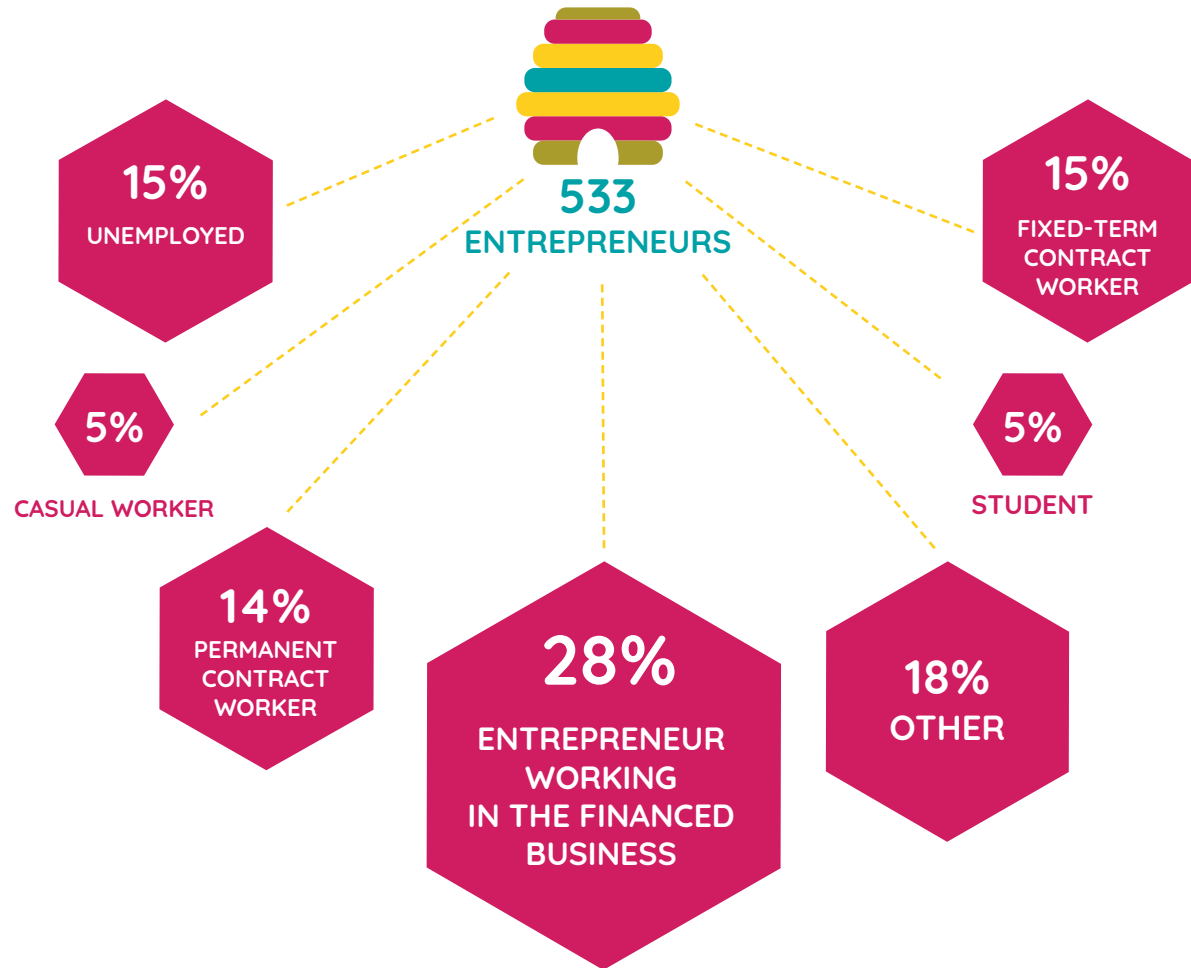 533
ENTREPRENEURS
15%
UNEMPLOYED
15%
FIXED-TERM
CONTRACT
WORKER
5%
CASUAL WORKER
5%
STUDENT
14%
PERMANENT
CONTRACT
WORKER
28%
ENTREPRENEUR
WORKING
IN THE FINANCED
BUSINESS
18%
OTHER